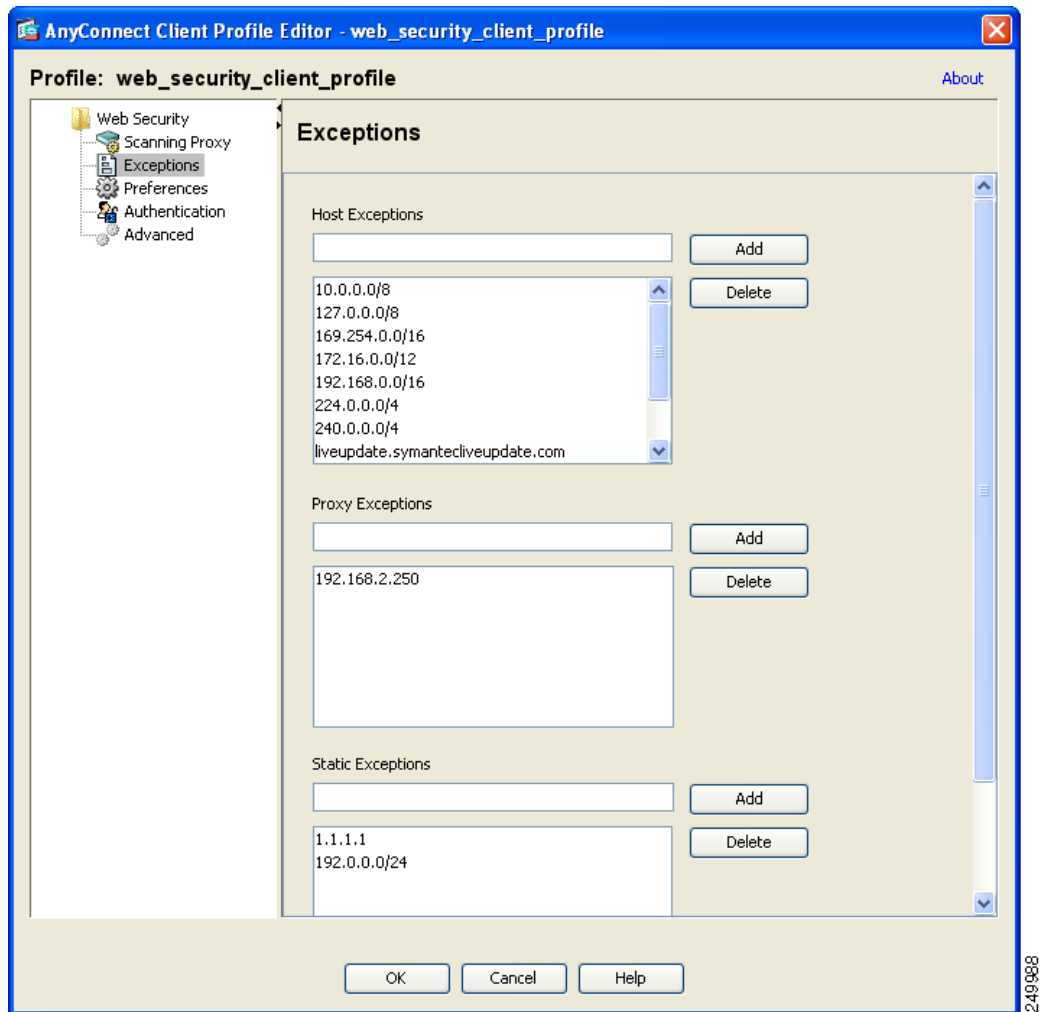 AnyConnect Client Profile Editor - web_security_client_profile
Profile: web_security_client_profile
About
Web Security
Scanning Proxy
Exceptions
Preferences
Authentication
Advanced
Exceptions
Host Exceptions
Add
10.0.0.0/8
127.0.0.0/8
169.254.0.0/16
172.16.0.0/12
192.168.0.0/16
224.0.0.0/4
240.0.0.0/4
liveupdate.symantecliveupdate.com
Delete
Proxy Exceptions
Add
192.168.2.250
Delete
Static Exceptions
Add
1.1.1.1
192.0.0.0/24
Delete
OK
Cancel
Help
249988